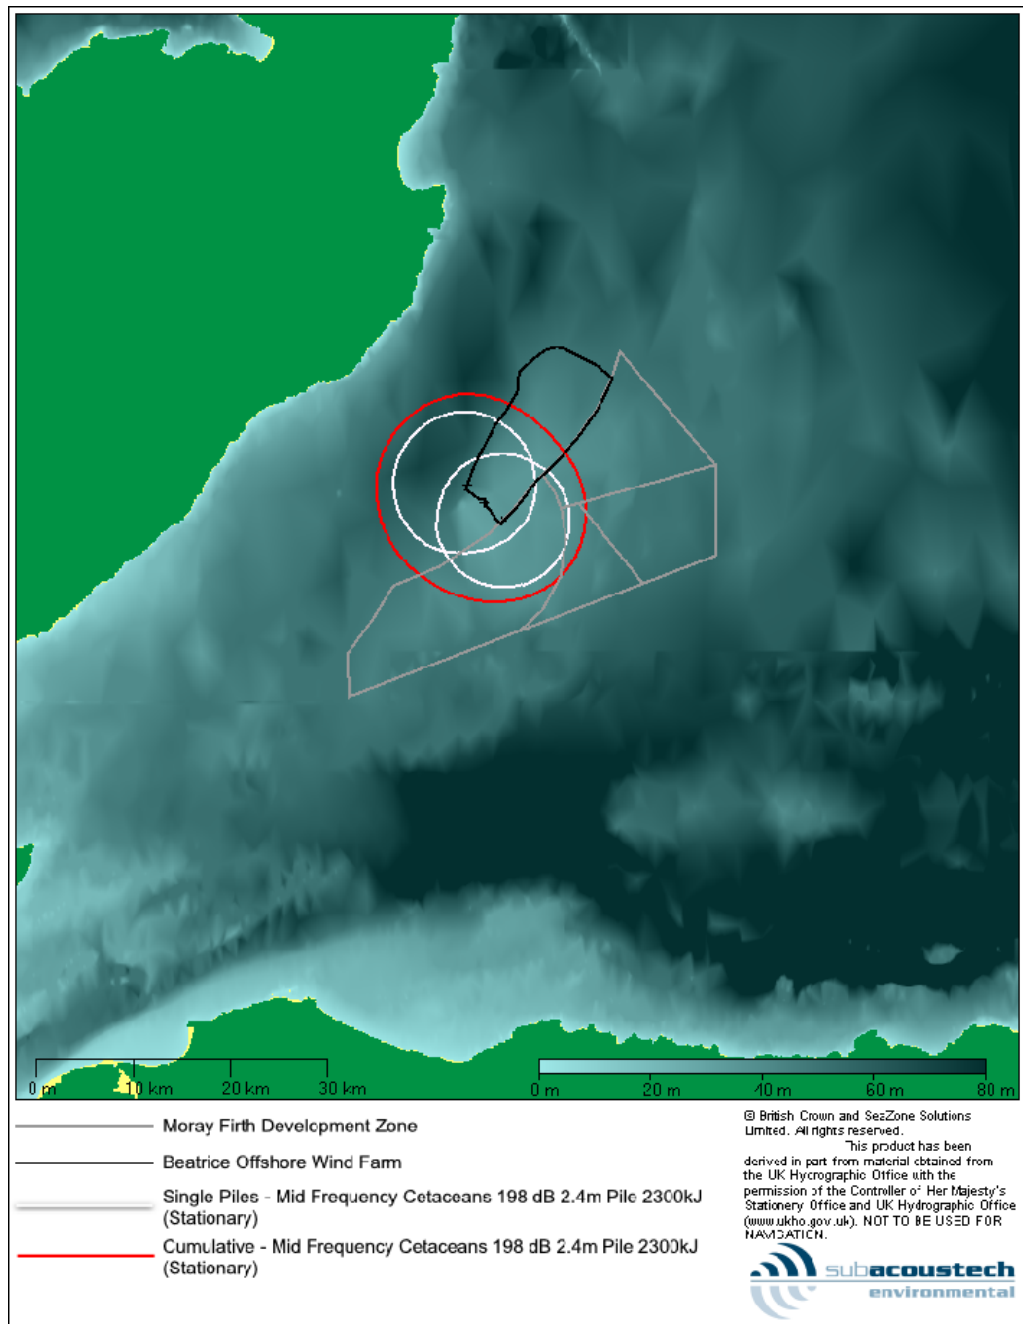 0 m 10 km 20 km 30 km
0 m 20 m 40 m 60 m 80 m
Moray Firth Development Zone
Beatrice Offshore Wind Farm
Single Piles - Mid Frequency Cetaceans 198 dB 2.4m Pile 2300kJ
(Stationary)
Cumulative - Mid Frequency Cetaceans 198 dB 2.4m Pile 2300kJ
(Stationary)
© British Crown and SeaZone Solutions
Limited. All rights reserved.
This product has been
derived in part from material obtained from
the UK Hydrographic Office with the
permission of the Controller of Her Majesty's
Stationery Office and UK Hydrographic Office
(www.ukho.gov.uk). NOT TO BE USED FOR
NAVIGATION.
subacoustech
environmental